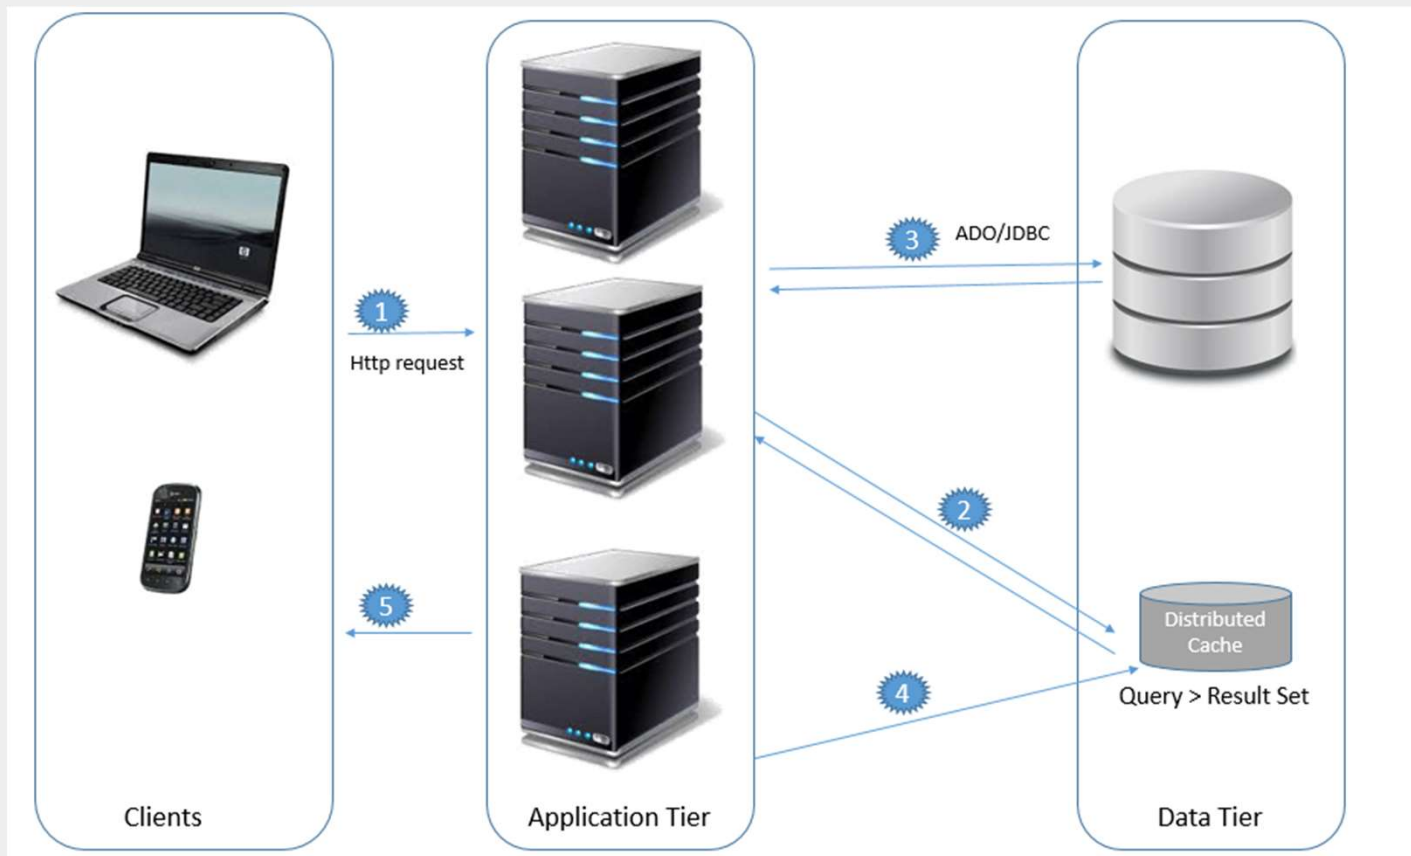 1
Http request
5
3
ADO/JDBC
2
4
Distributed
Cache
Query > Result Set
Clients
Application Tier
Data Tier